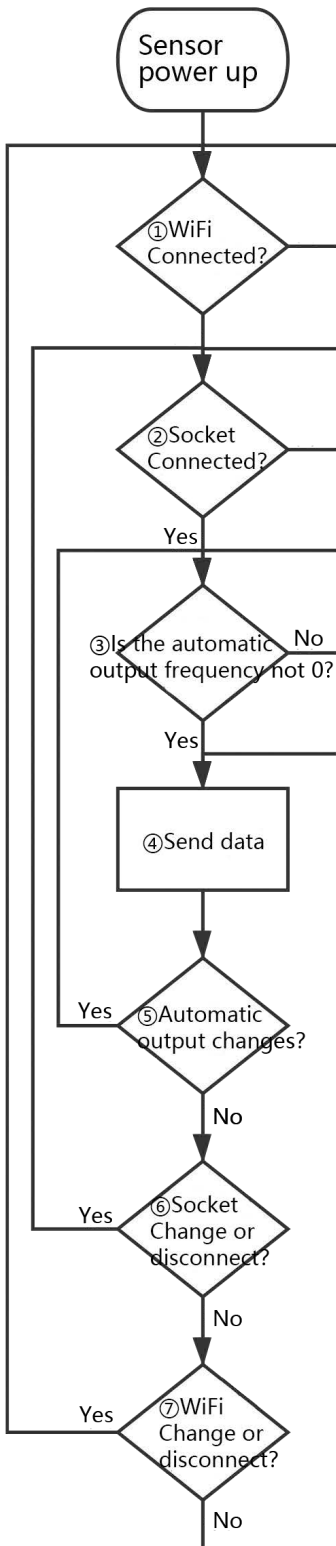 Sensor
power up
①WiFi
Connected?
②Socket
Connected?
Yes
③Is the automatic
output frequency not 0?
No
Yes
④Send data
⑤Automatic
output changes?
Yes
No
⑥Socket
Change or
disconnect?
Yes
No
⑦WiFi
Change or
disconnect?
Yes
No